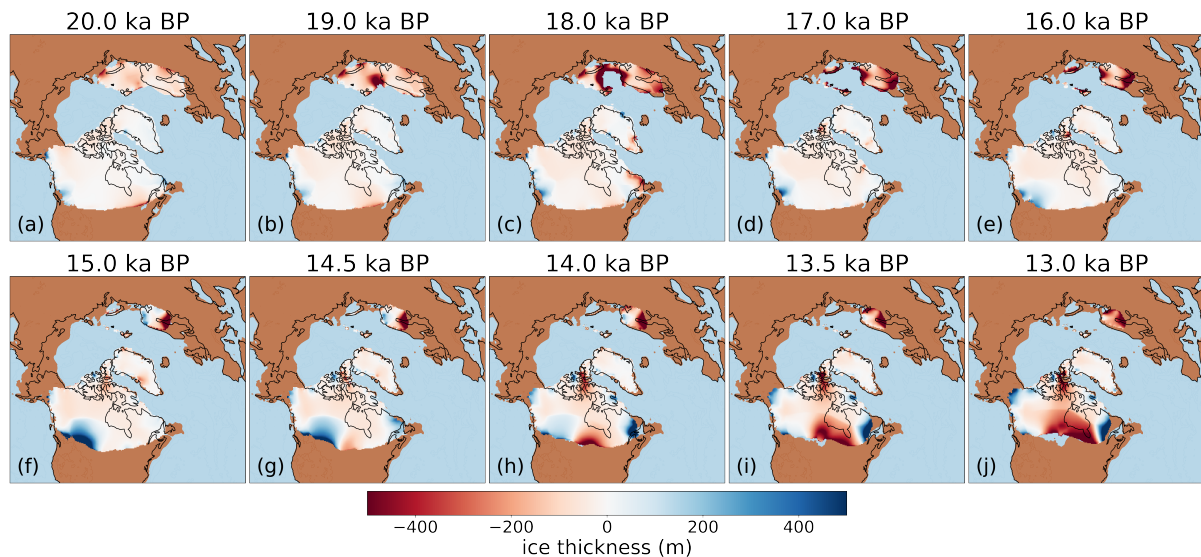 20.0 ka BP 19.0 ka BP 18.0 ka BP 17.0 ka BP 16.0 ka BP
(a) (b) (c) (d) (e)
15.0 ka BP 14.5 ka BP 14.0 ka BP 13.5 ka BP 13.0 ka BP
(f) (g) (h) (i) (j)
−400 −200 0 200 400
ice thickness (m)